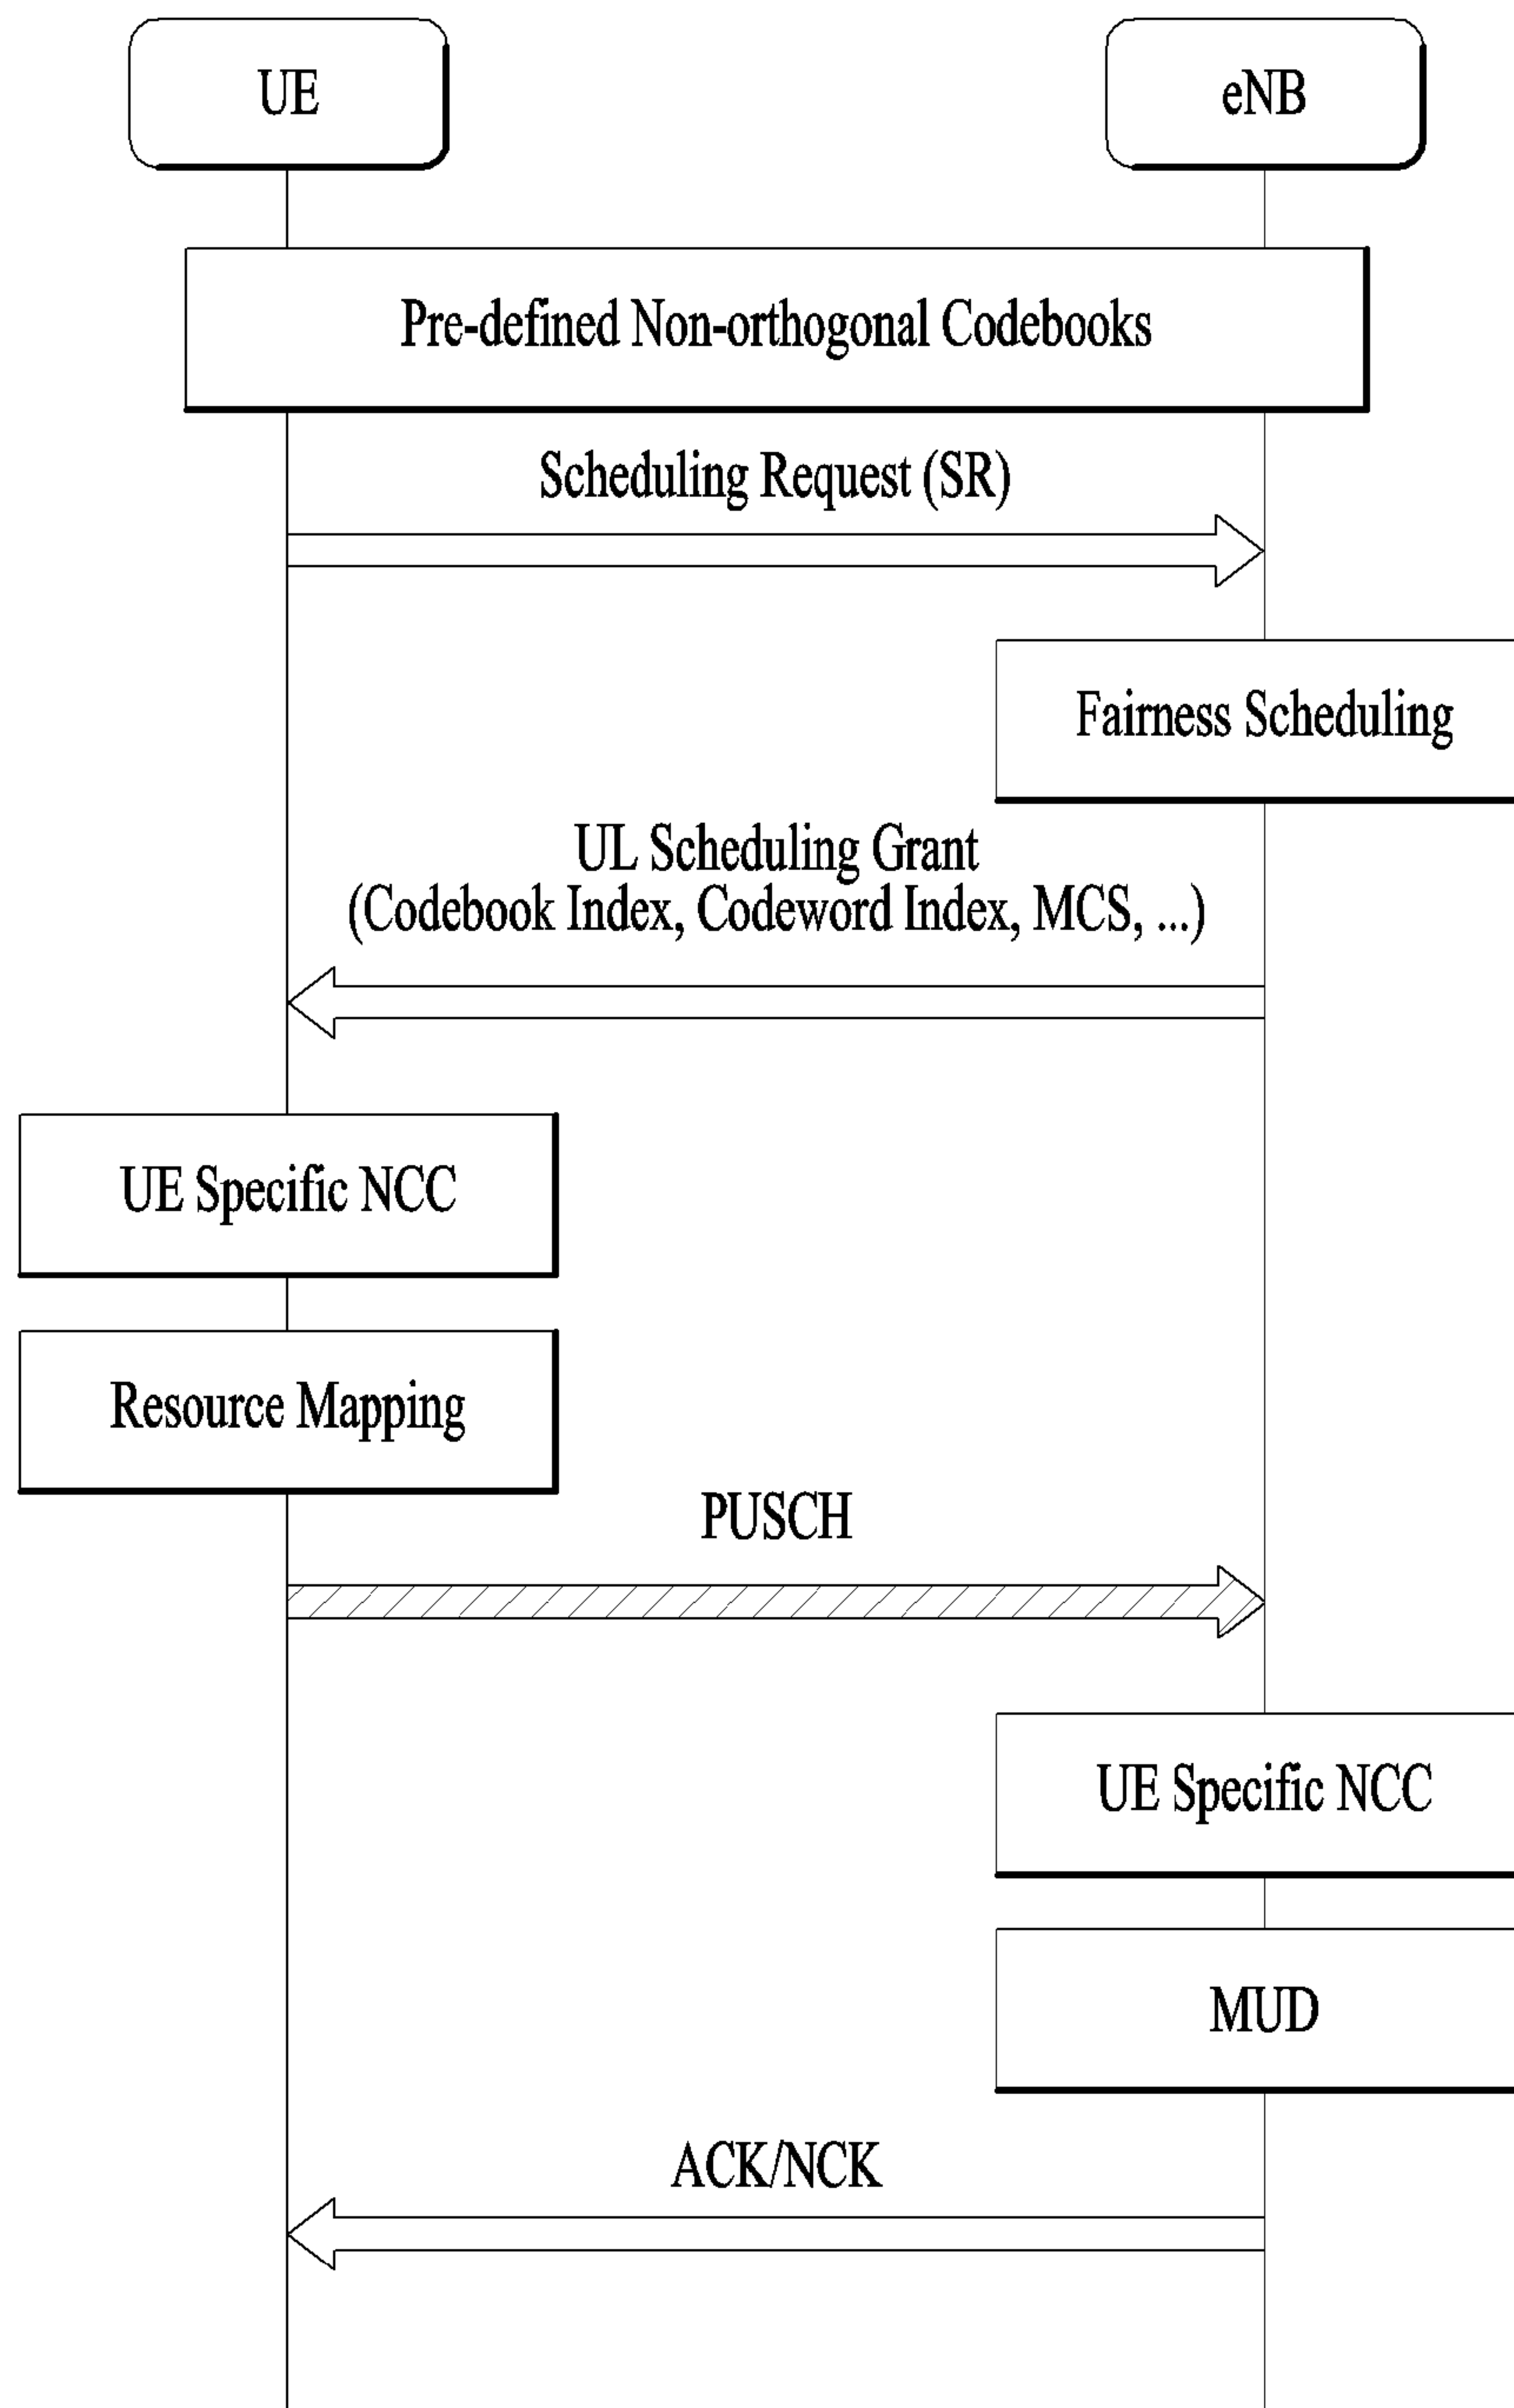 UE
eNB
Pre-defined Non-orthogonal Codebooks
Scheduling Request (SR)
Fairness Scheduling
UL Scheduling Grant
(Codebook Index, Codeword Index, MCS, ...)
UE Specific NCC
Resource Mapping
PUSCH
UE Specific NCC
MUD
ACK/NCK